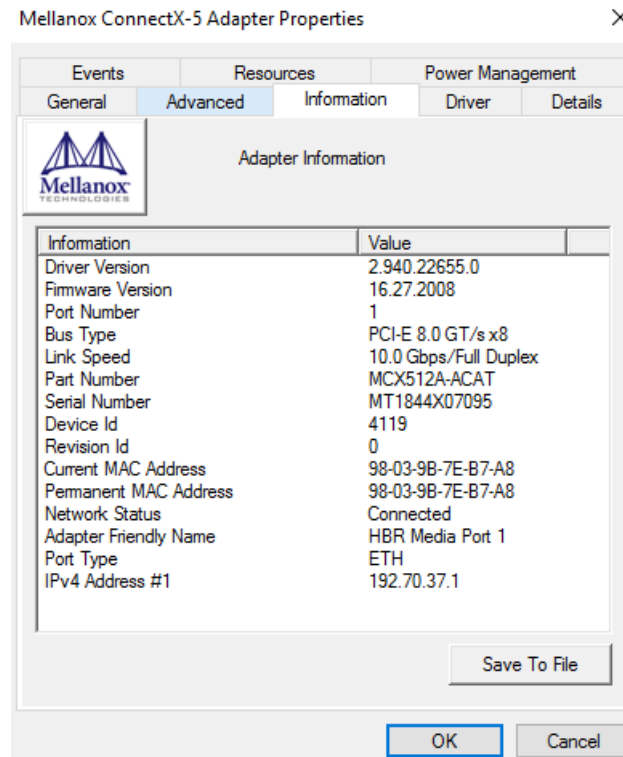 Mellanox ConnectX-5 Adapter Properties
Events Resources Power Management
General Advanced Information Driver Details
Mellanox
TECHNOLOGIES
Adapter Information
Information Value
Driver Version 2.940.22655.0
Firmware Version 16.27.2008
Port Number 1
Bus Type PCI-E 8.0 GT/s x8
Link Speed 10.0 Gbps/Full Duplex
Part Number MCX512A-ACAT
Serial Number MT1844X07095
Device Id 4119
Revision Id 0
Current MAC Address 98-03-9B-7E-B7-A8
Permanent MAC Address 98-03-9B-7E-B7-A8
Network Status Connected
Adapter Friendly Name HBR Media Port 1
Port Type ETH
IPv4 Address #1 192.70.37.1
Save To File
OK Cancel